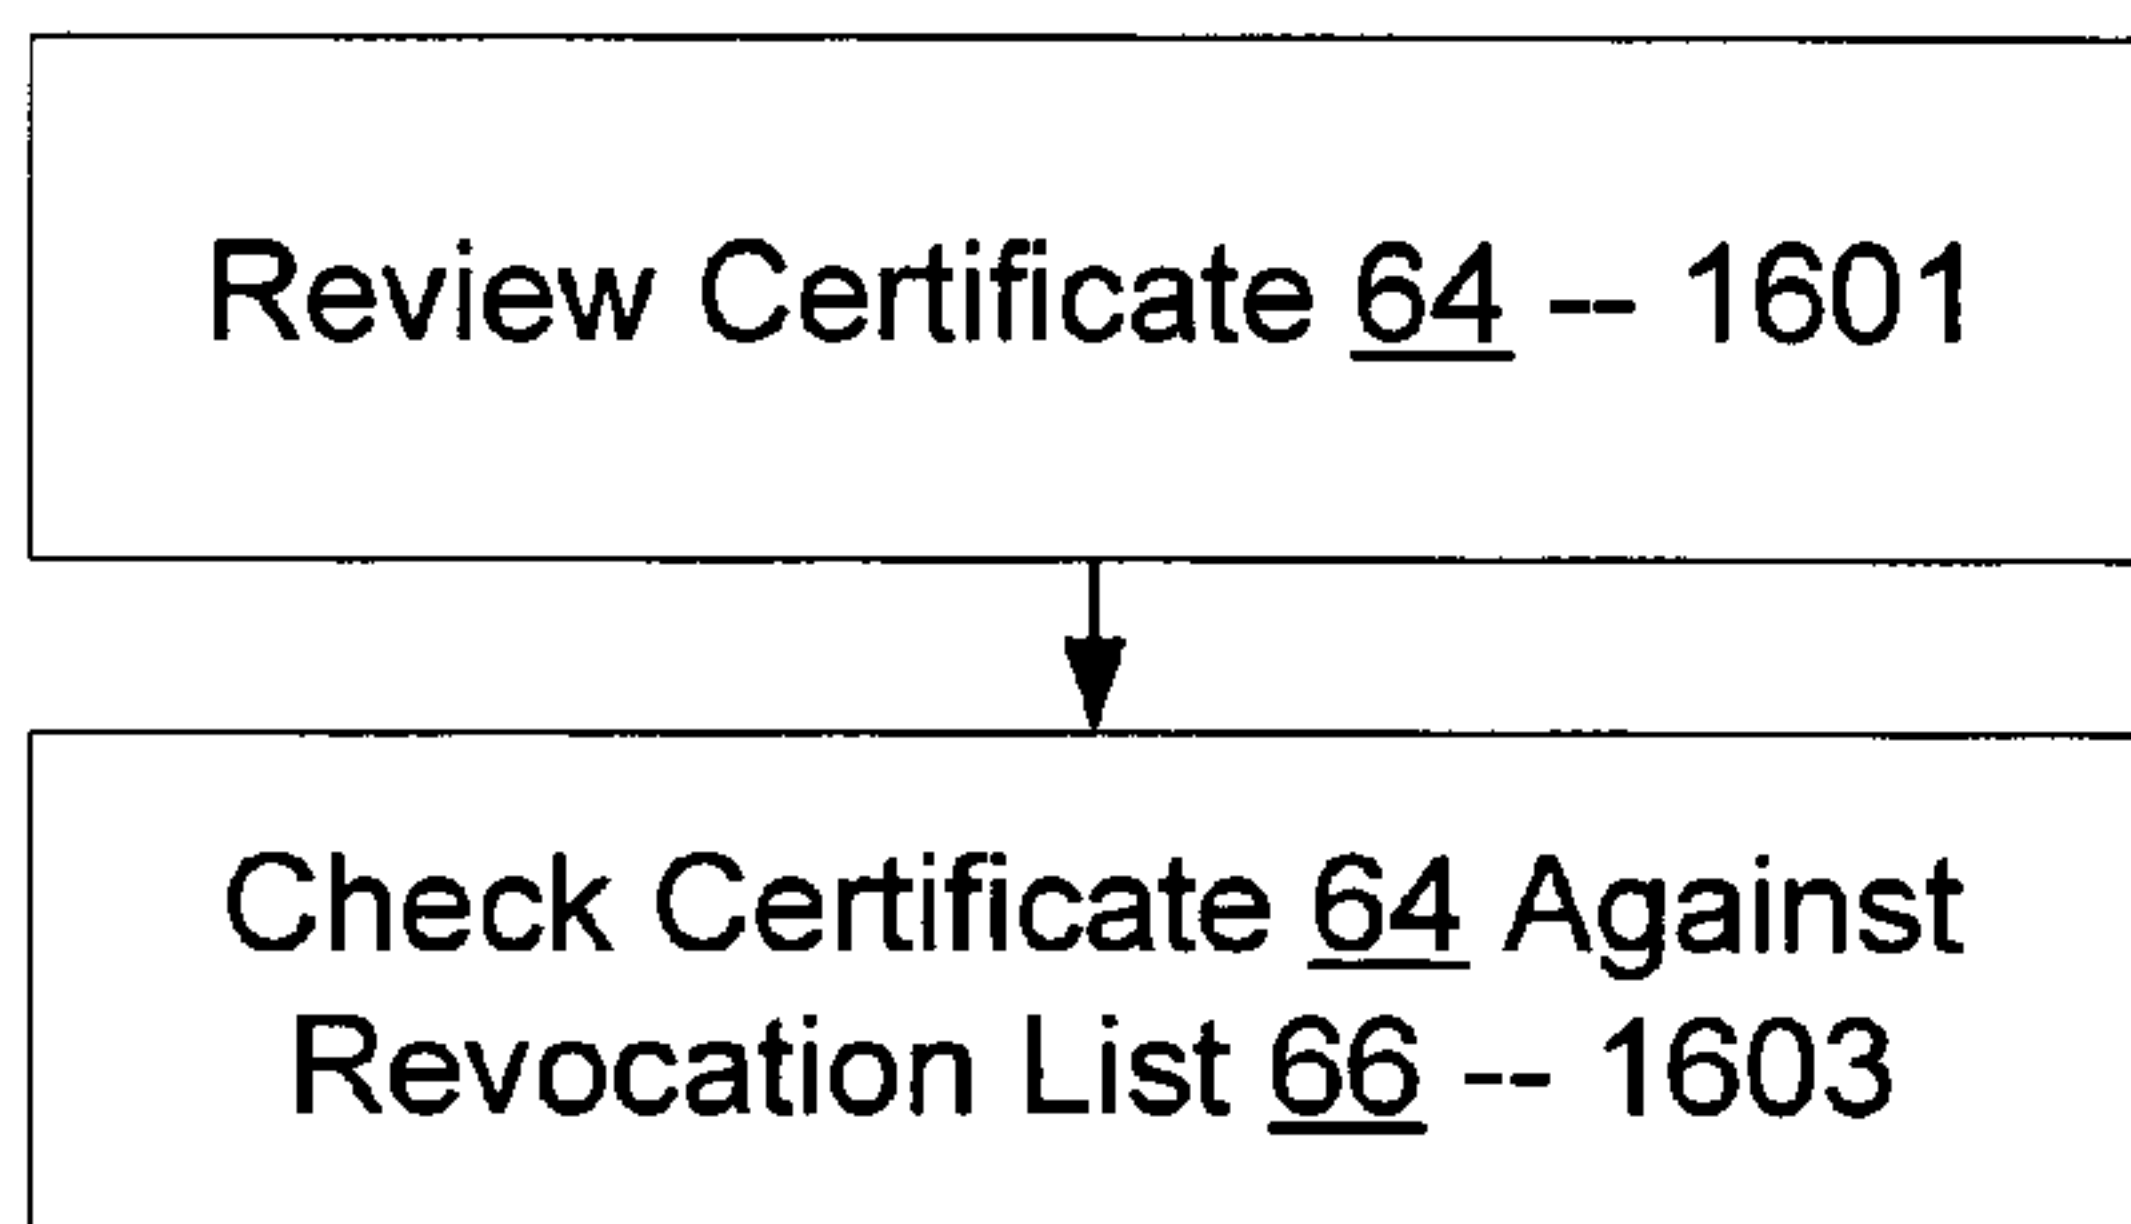 Review Certificate 64 -- 1601
Check Certificate 64 Against
Revocation List 66 -- 1603